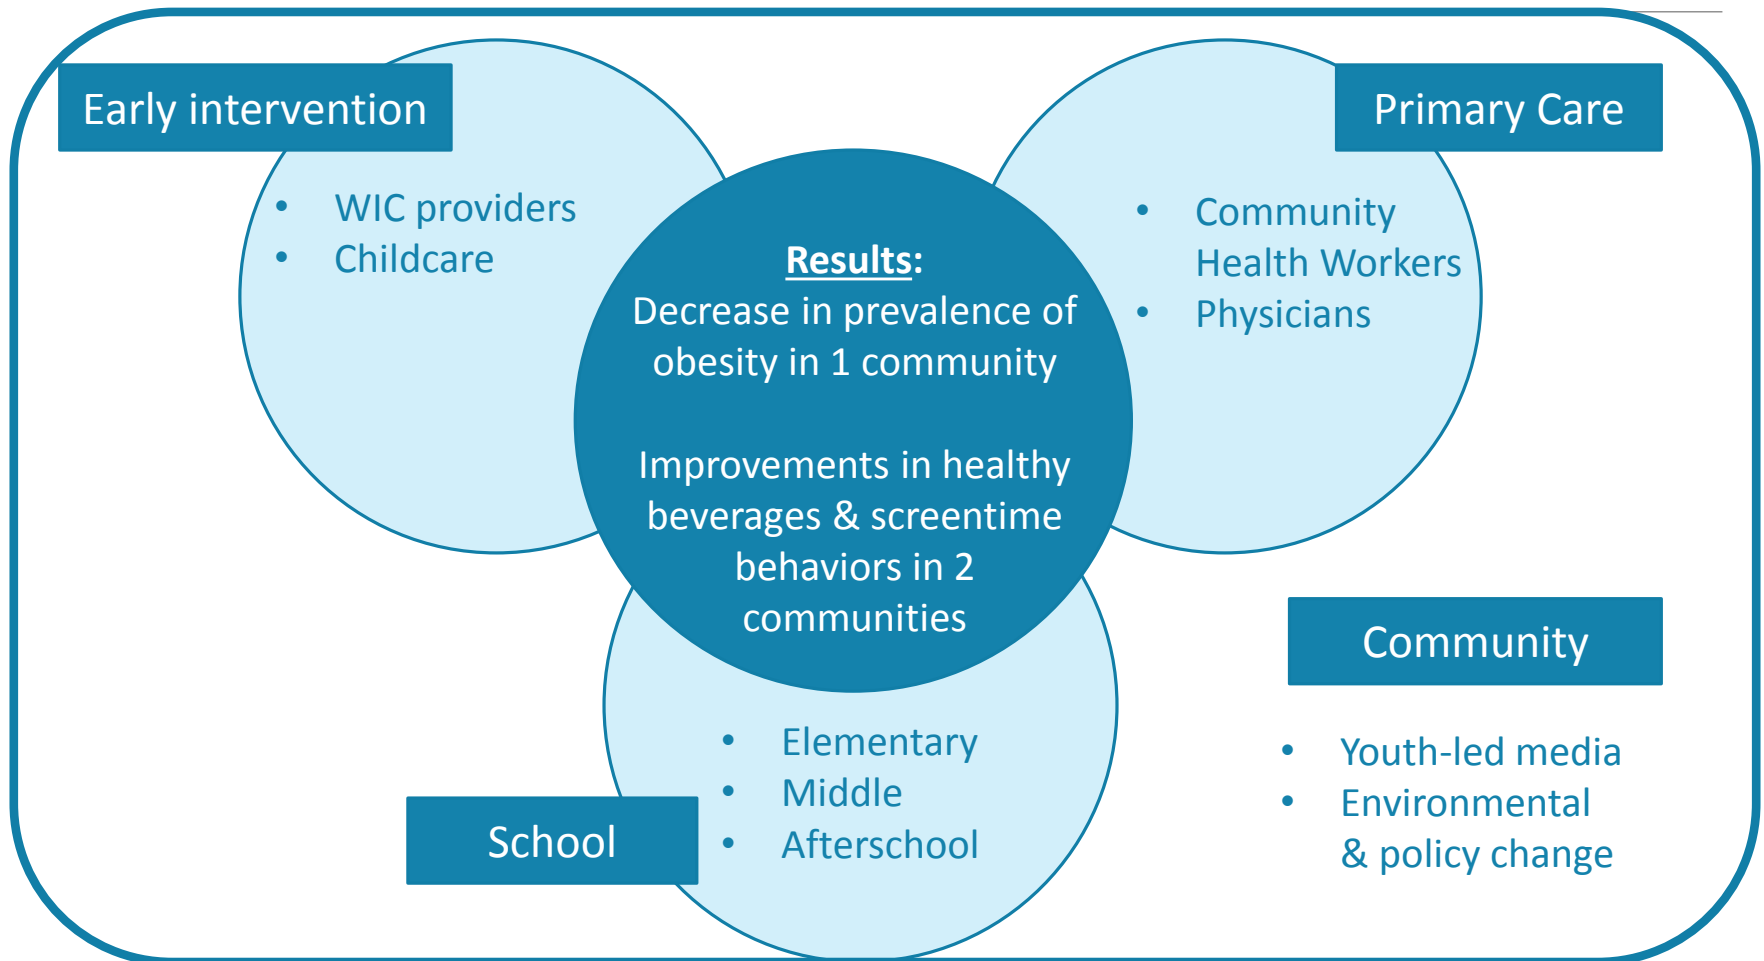 Early intervention
• WIC providers
• Childcare
Primary Care
• Community
Health Workers
• Physicians
Results:
Decrease in prevalence of
obesity in 1 community
Improvements in healthy
beverages & screentime
behaviors in 2
communities
School
• Elementary
• Middle
• Afterschool
Community
• Youth-led media
• Environmental
& policy change